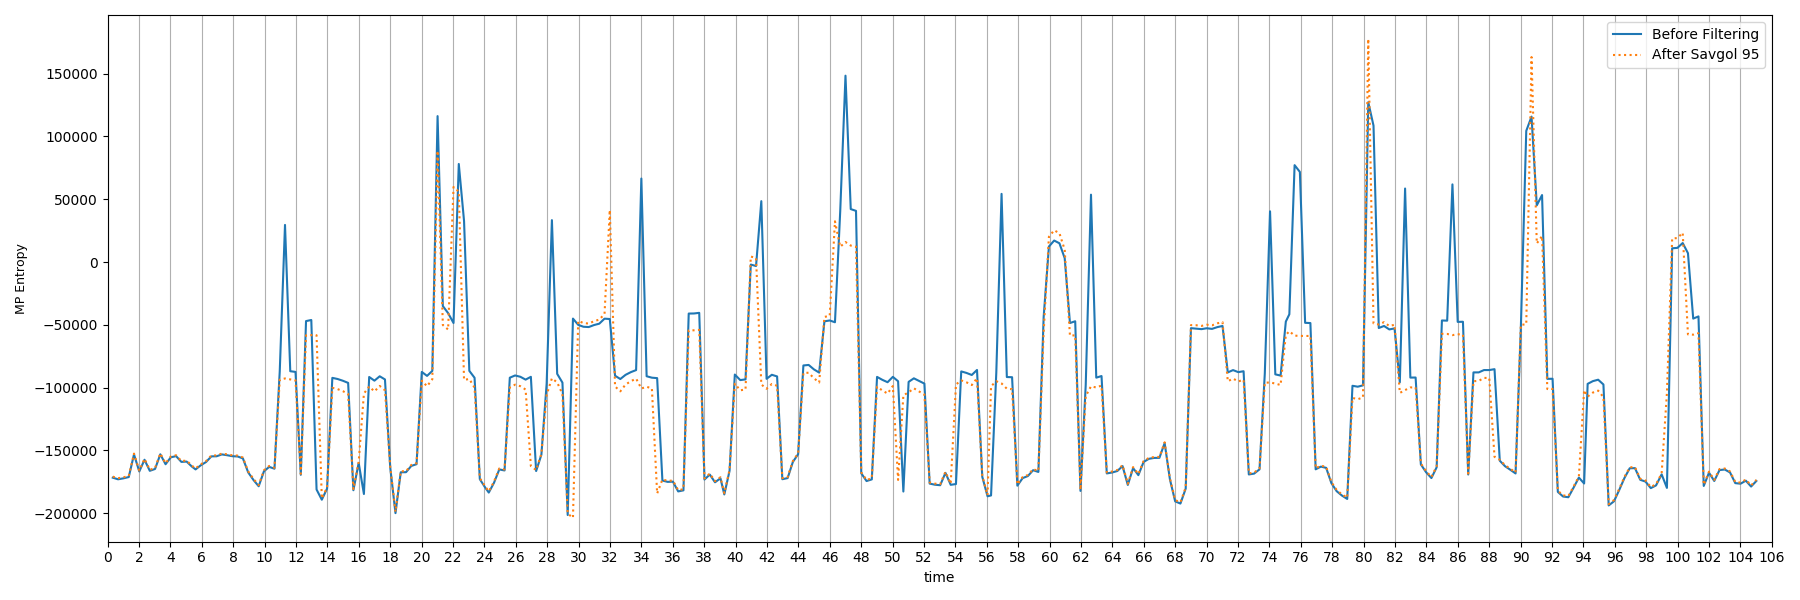 Before Filtering
After Savgol 95
MP Entropy
150000
100000
50000
0
−50000
−100000
−150000
−200000
0 2 4 6 8 10 12 14 16 18 20 22 24 26 28 30 32 34 36 38 40 42 44 46 48 50 52 54 56 58 60 62 64 66 68 70 72 74 76 78 80 82 84 86 88 90 92 94 96 98 100 102 104 106
time